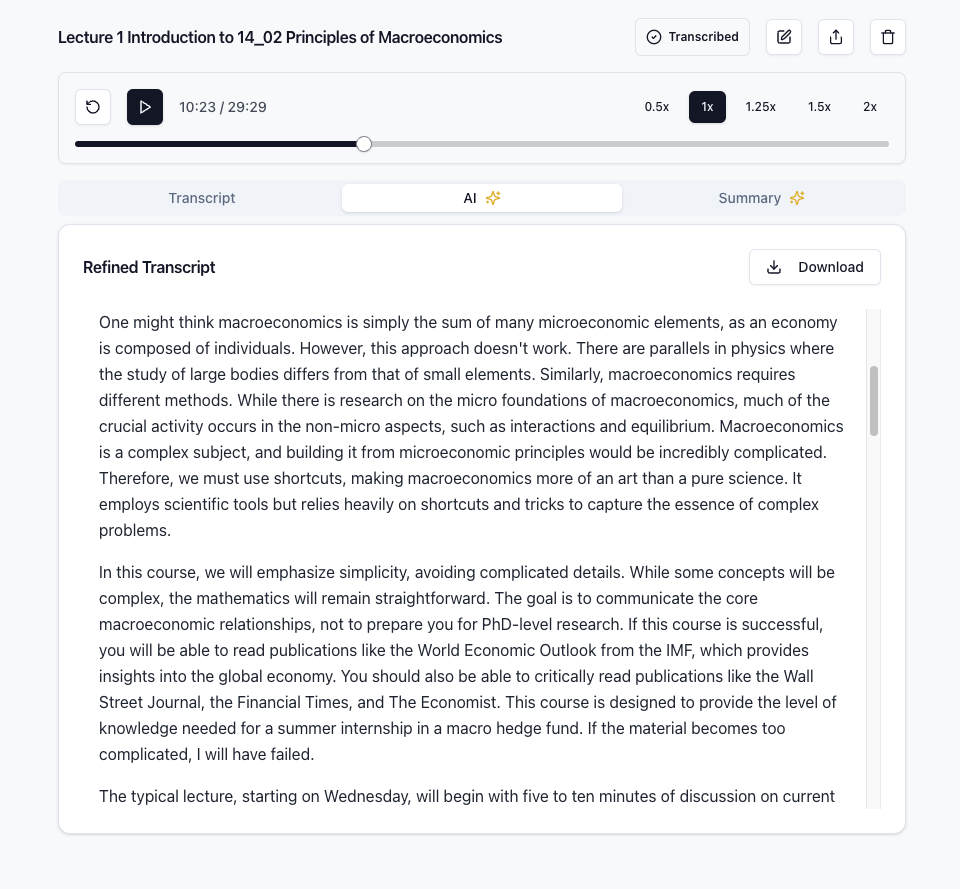 Lecture 1 Introduction to 14_02 Principles of Macroeconomics
Transcribed
10:23 / 29:29
0.5x
1x
1.25x
1.5x
2x
Transcript
AI
Summary
Refined Transcript
Download
One might think macroeconomics is simply the sum of many microeconomic elements, as an economy
is composed of individuals. However, this approach doesn't work. There are parallels in physics where
the study of large bodies differs from that of small elements. Similarly, macroeconomics requires
different methods. While there is research on the micro foundations of macroeconomics, much of the
crucial activity occurs in the non-micro aspects, such as interactions and equilibrium. Macroeconomics
is a complex subject, and building it from microeconomic principles would be incredibly complicated.
Therefore, we must use shortcuts, making macroeconomics more of an art than a pure science. It
employs scientific tools but relies heavily on shortcuts and tricks to capture the essence of complex
problems.
In this course, we will emphasize simplicity, avoiding complicated details. While some concepts will be
complex, the mathematics will remain straightforward. The goal is to communicate the core
macroeconomic relationships, not to prepare you for PhD-level research. If this course is successful,
you will be able to read publications like the World Economic Outlook from the IMF, which provides
insights into the global economy. You should also be able to critically read publications like the Wall
Street Journal, the Financial Times, and The Economist. This course is designed to provide the level of
knowledge needed for a summer internship in a macro hedge fund. If the material becomes too
complicated, I will have failed.
The typical lecture, starting on Wednesday, will begin with five to ten minutes of discussion on current